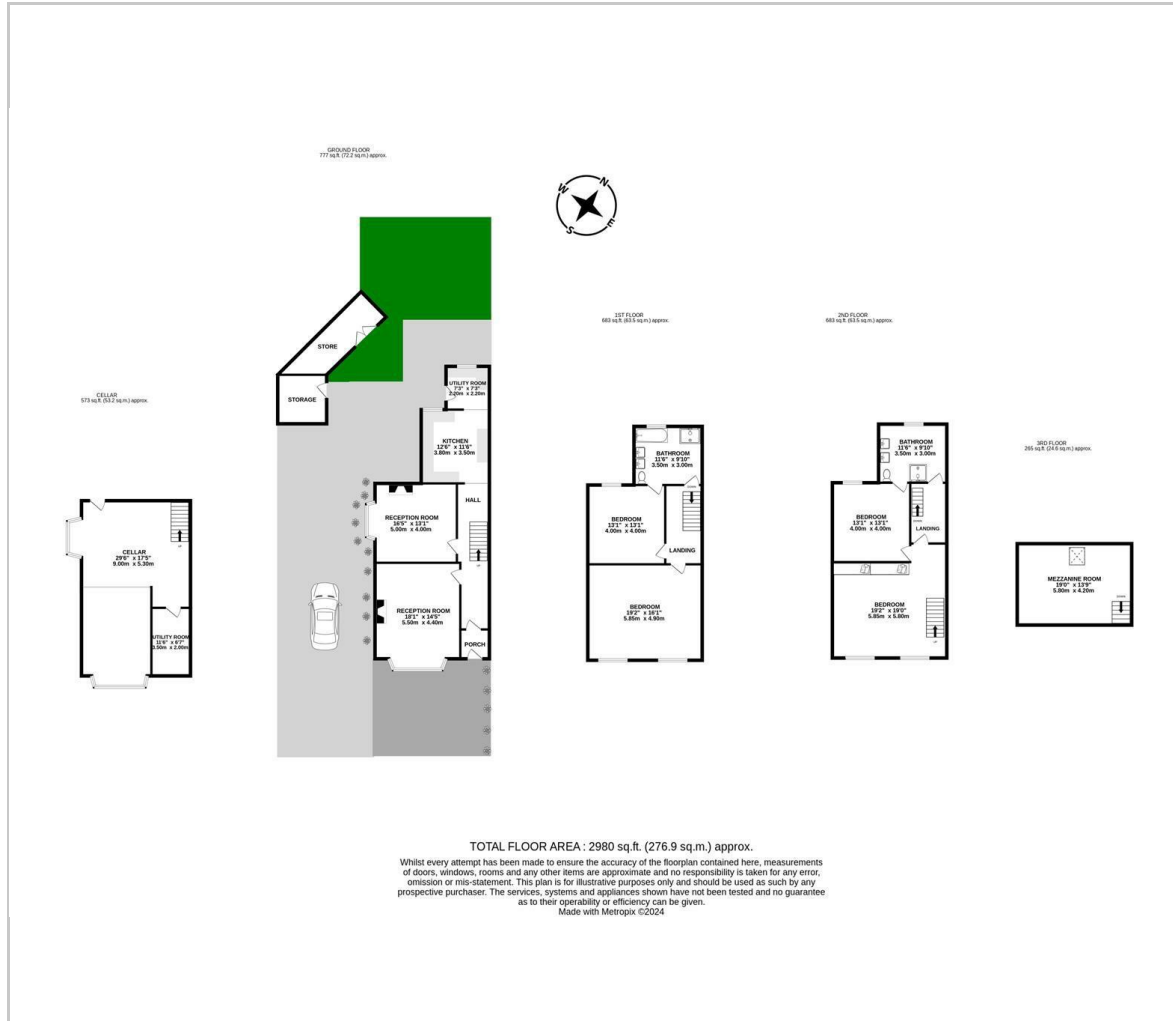 GROUND FLOOR
777 sq.ft. (72.2 sq.m.) approx.
N
W
E
S
STORE
STORAGE
UTILITY ROOM
7'3" x 7'3"
2.20m x 2.20m
KITCHEN
12'6" x 11'6"
3.80m x 3.50m
HALL
RECEPTION ROOM
16'5" x 13'1"
5.00m x 4.00m
UP
RECEPTION ROOM
18'1" x 14'5"
5.50m x 4.40m
PORCH
CELLAR
573 sq.ft. (53.2 sq.m.) approx.
UP
CELLAR
29'6" x 17'5"
9.00m x 5.30m
UTILITY ROOM
11'6" x 6'7"
3.50m x 2.00m
1ST FLOOR
683 sq.ft. (63.5 sq.m.) approx.
BATHROOM
11'6" x 9'10"
3.50m x 3.00m
DOWN
BEDROOM
13'1" x 13'1"
4.00m x 4.00m
LANDING
BEDROOM
19'2" x 16'1"
5.85m x 4.90m
2ND FLOOR
683 sq.ft. (63.5 sq.m.) approx.
BATHROOM
11'6" x 9'10"
3.50m x 3.00m
BEDROOM
13'1" x 13'1"
4.00m x 4.00m
DOWN
LANDING
BEDROOM
19'2" x 19'0"
5.85m x 5.80m
UP
3RD FLOOR
265 sq.ft. (24.6 sq.m.) approx.
MEZZANINE ROOM
19'0" x 13'9"
5.80m x 4.20m
DOWN
TOTAL FLOOR AREA : 2980 sq.ft. (276.9 sq.m.) approx.
Whilst every attempt has been made to ensure the accuracy of the floorplan contained here, measurements
of doors, windows, rooms and any other items are approximate and no responsibility is taken for any error,
omission or mis-statement. This plan is for illustrative purposes only and should be used as such by any
prospective purchaser. The services, systems and appliances shown have not been tested and no guarantee
as to their operability or efficiency can be given.
Made with Metropix ©2024